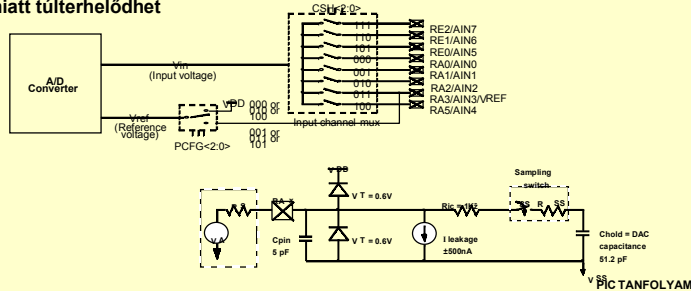 iatt túlterhelődhet
CSH<2:0>
111
110
101
000
001
010
011
100
RE2/AIN7
RE1/AIN6
RE0/AIN5
RA0/AIN0
RA1/AIN1
RA2/AIN2
RA3/AIN3/VREF
RA5/AIN4
Input channel mux
A/D
Converter
Vin
(Input voltage)
Vref
(Reference
voltage)
VDD
000 or
010 or
100
001 or
011 or
101
PCFG<2:0>
VDD
R S
RA x
VA
Cpin
5 pF
V T = 0.6V
V T = 0.6V
I leakage
±500nA
Ric = 1K
Sampling
switch
SS
R SS
Chold = DAC
capacitance
51.2 pF
V SS
PIC TANFOLYAM